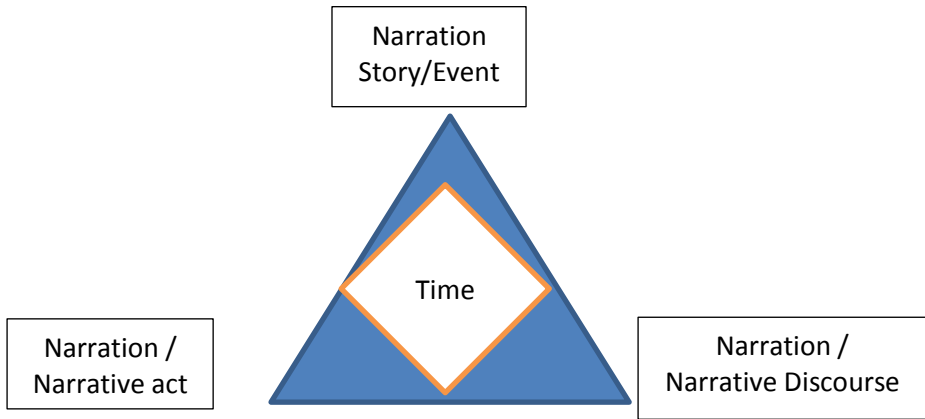 Narration
Story/Event
Time
Narration /
Narrative act
Narration /
Narrative Discourse